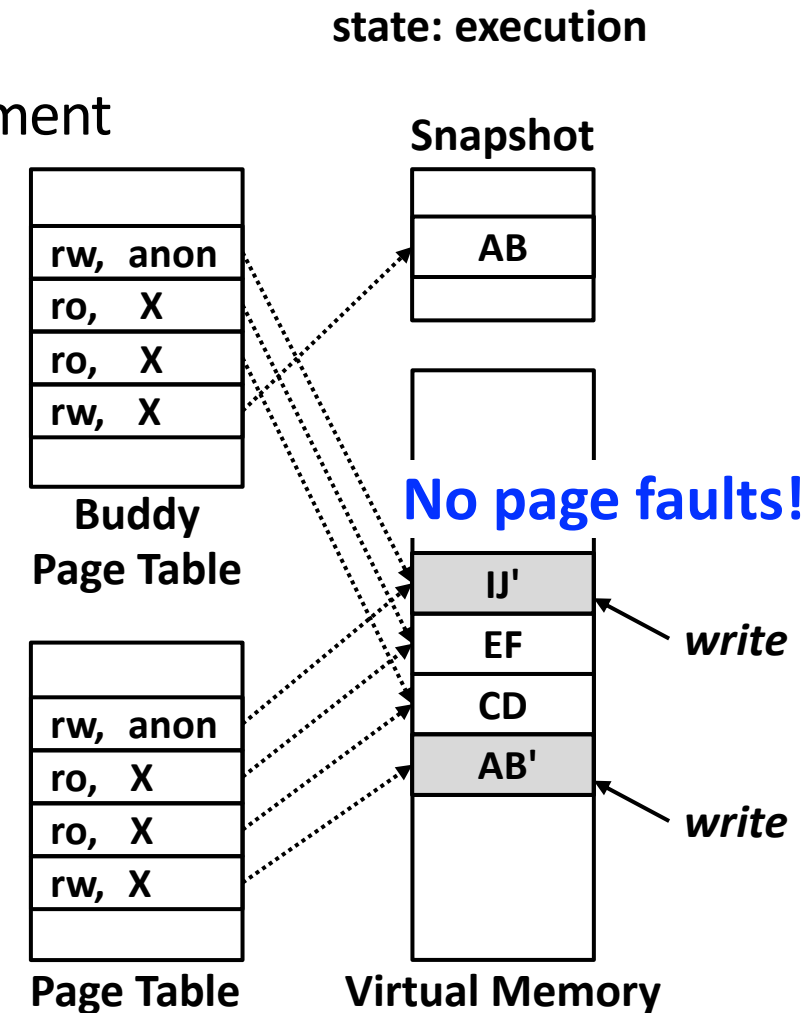 state: execution
ment
Snapshot
AB
rw, anon
ro, X
ro, X
rw, X
Buddy
Page Table
No page faults!
IJ'
EF
CD
AB'
write
write
rw, anon
ro, X
ro, X
rw, X
Page Table
Virtual Memory